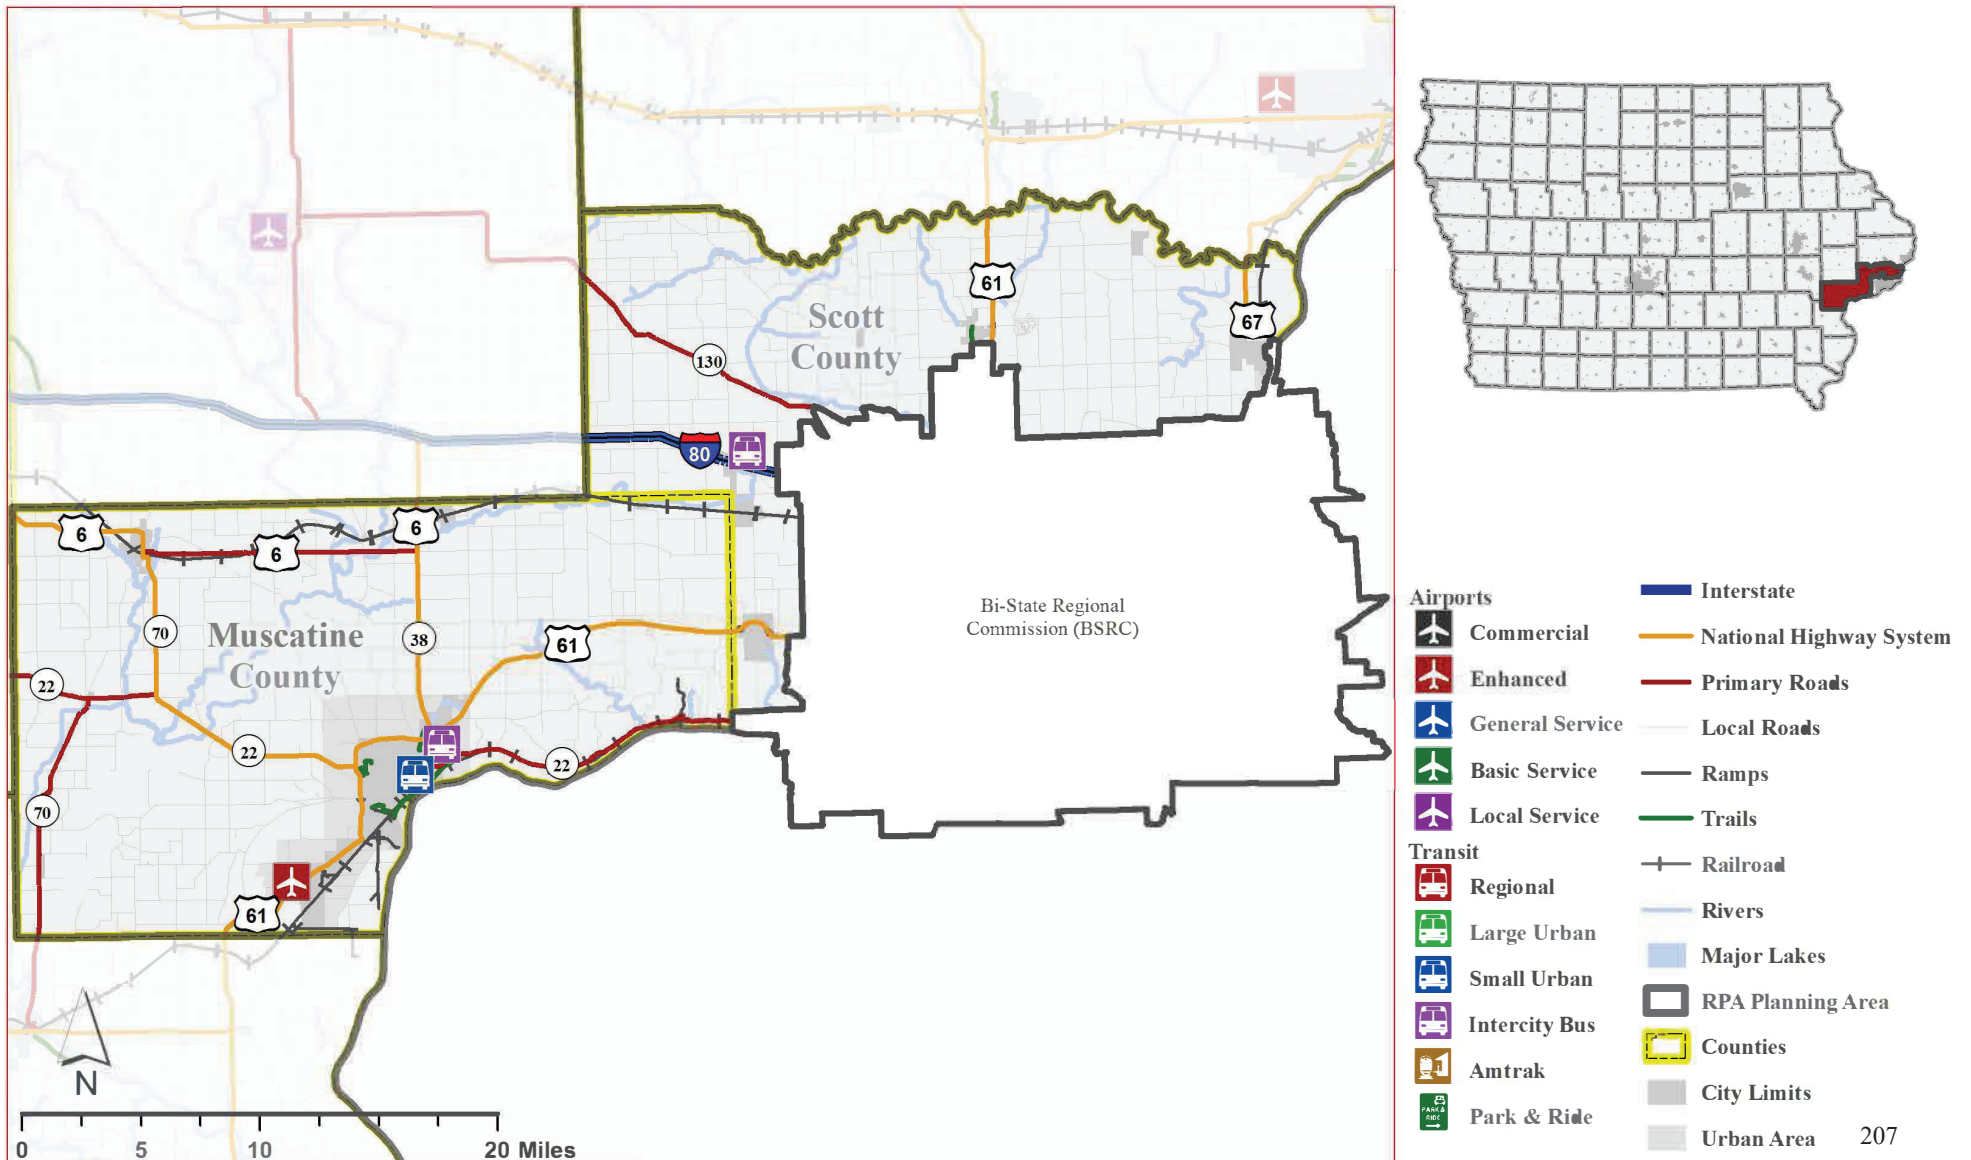 61
67
Scott
County
130
80
6
6
6
Bi-State Regional
Commission (BSRC)
70
38
61
Muscatine
County
22
22
22
70
61
N
0 5 10 20 Miles
Airports
Commercial
Enhanced
General Service
Basic Service
Local Service
Transit
Regional
Large Urban
Small Urban
Intercity Bus
Amtrak
PARK &
RIDE
Park & Ride
Interstate
National Highway System
Primary Roads
Local Roads
Ramps
Trails
Railroad
Rivers
Major Lakes
RPA Planning Area
Counties
City Limits
Urban Area
207